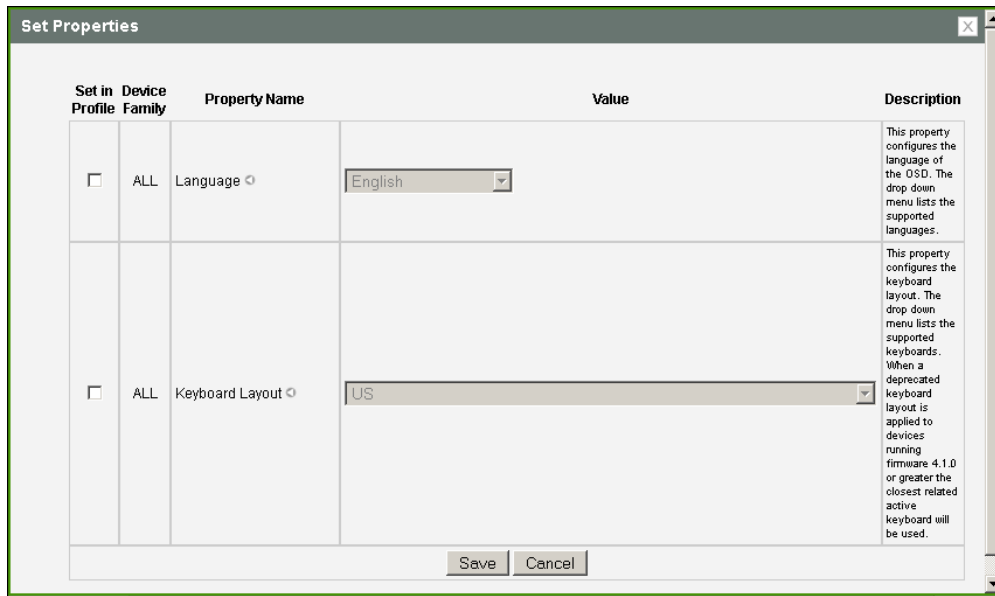 Set Properties
X
Set in Profile
Device Family
Property Name
Value
Description
ALL
Language
English
This property
configures the
language of
the OSD. The
drop down
menu lists the
supported
languages.
ALL
Keyboard Layout
US
This property
configures the
keyboard
layout. The
drop down
menu lists the
supported
keyboards.
When a
deprecated
keyboard
layout is
applied to
devices
running
firmware 4.1.0
or greater the
closest related
active
keyboard will
be used.
Save
Cancel